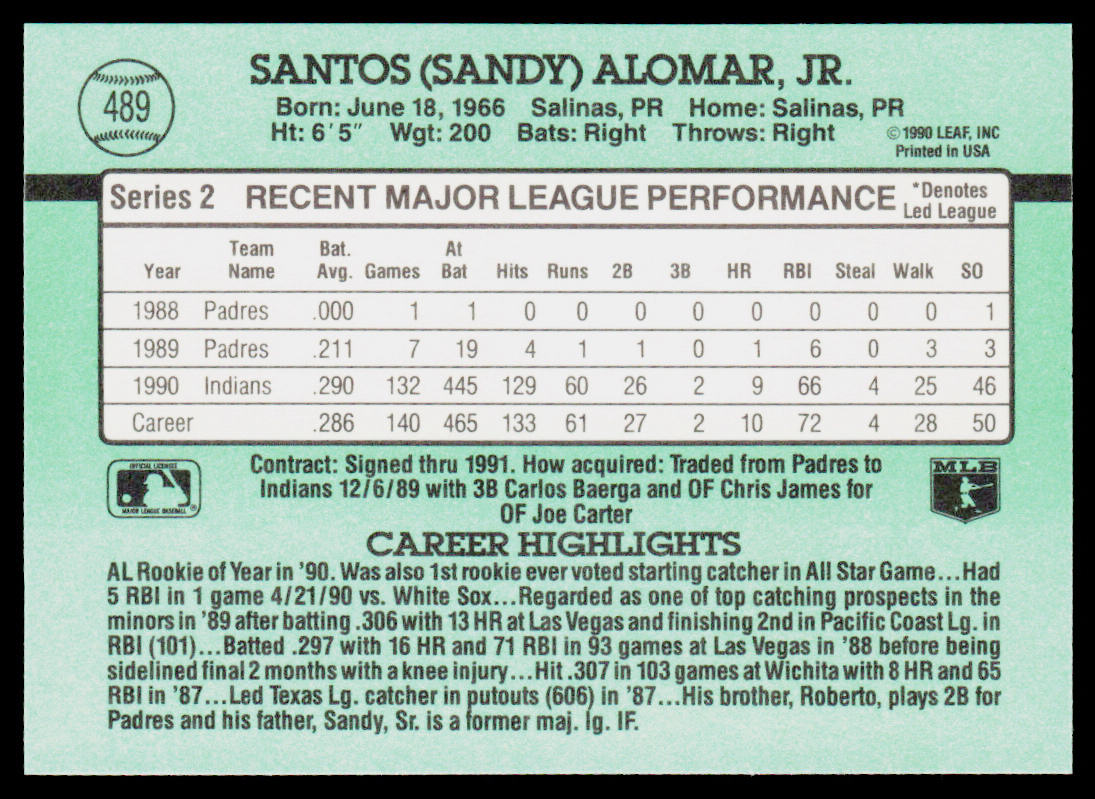 489
SANTOS (SANDY) ALOMAR, JR.
Born: June 18, 1966 Salinas, PR Home: Salinas, PR
Ht: 6'5" Wgt: 200 Bats: Right Throws: Right
©1990 LEAF, INC
Printed in USA
Series 2 RECENT MAJOR LEAGUE PERFORMANCE
*Denotes
Led League
Year Team Name Bat. Avg. Games At Bat Hits Runs 2B 3B HR RBI Steal Walk SO
1988 Padres .000 1 1 0 0 0 0 0 0 0 0 1
1989 Padres .211 7 19 4 1 1 0 1 6 0 3 3
1990 Indians .290 132 445 129 60 26 2 9 66 4 25 46
Career .286 140 465 133 61 27 2 10 72 4 28 50
OFFICIAL LICENSEE
MAJOR LEAGUE BASEBALL
®
Contract: Signed thru 1991. How acquired: Traded from Padres to
Indians 12/6/89 with 3B Carlos Baerga and OF Chris James for
OF Joe Carter
MLB
CAREER HIGHLIGHTS
AL Rookie of Year in '90. Was also 1st rookie ever voted starting catcher in All Star Game...Had
5 RBI in 1 game 4/21/90 vs. White Sox...Regarded as one of top catching prospects in the
minors in '89 after batting .306 with 13 HR at Las Vegas and finishing 2nd in Pacific Coast Lg. in
RBI (101)...Batted .297 with 16 HR and 71 RBI in 93 games at Las Vegas in '88 before being
sidelined final 2 months with a knee injury...Hit .307 in 103 games at Wichita with 8 HR and 65
RBI in '87...Led Texas Lg. catcher in putouts (606) in '87...His brother, Roberto, plays 2B for
Padres and his father, Sandy, Sr. is a former maj. lg. IF.